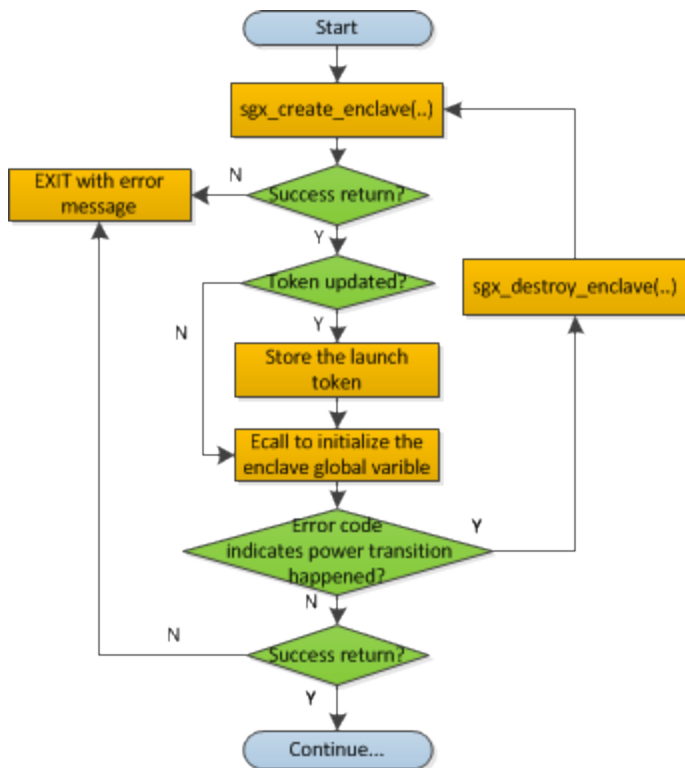 Start
sgx_create_enclave(..)
EXIT with error
message
N
Success return?
Y
Token updated?
sgx_destroy_enclave(..)
N
Y
Store the launch
token
Ecall to initialize the
enclave global varible
Error code
indicates power transition
happened?
Y
N
N
Success return?
Y
Continue...